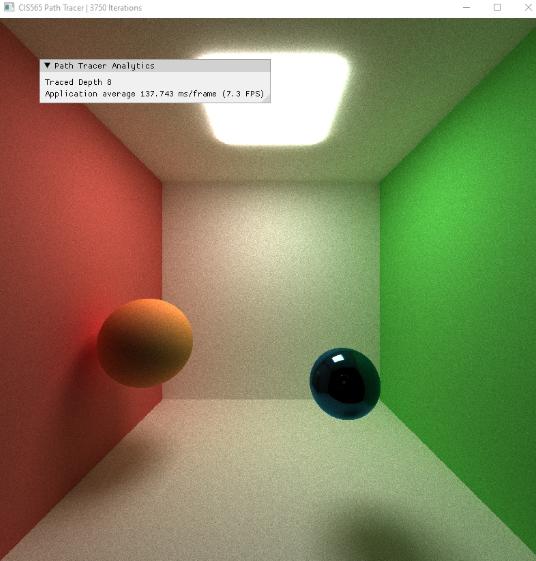 CIS565 Path Tracer | 3750 Iterations
Path Tracer Analytics
Traced Depth 8
Application average 137.743 ms/frame (7.3 FPS)